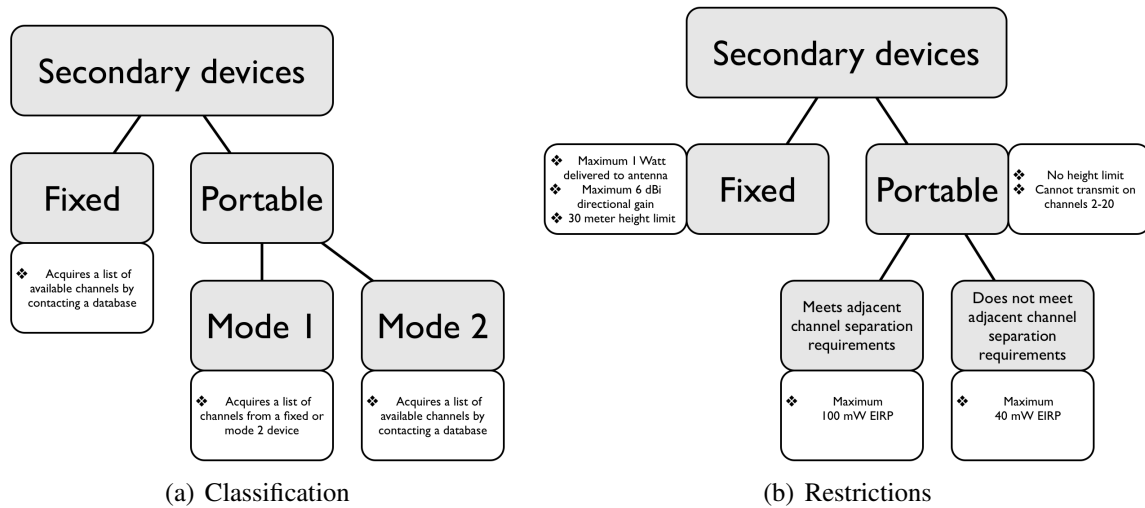 Secondary devices
Fixed
Portable
❖ Acquires a list of
available channels by
contacting a database
Mode 1
Mode 2
❖ Acquires a list of
channels from a fixed or
mode 2 device
❖ Acquires a list of
available channels by
contacting a database
(a) Classification
Secondary devices
❖ Maximum 1 Watt
delivered to antenna
❖ Maximum 6 dBi
directional gain
❖ 30 meter height limit
Fixed
Portable
❖ No height limit
❖ Cannot transmit on
channels 2-20
Meets adjacent
channel separation
requirements
Does not meet
adjacent channel
separation
requirements
❖ Maximum
100 mW EIRP
❖ Maximum
40 mW EIRP
(b) Restrictions